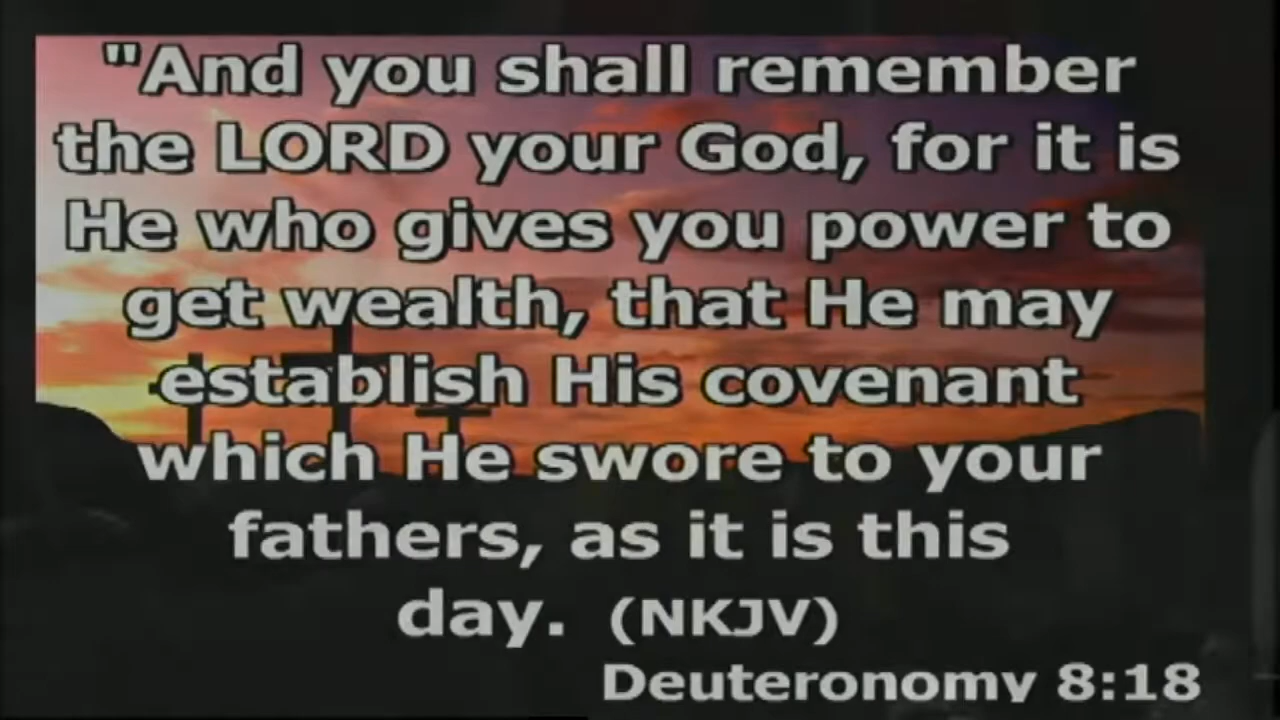 "And you shall remember
the LORD your God, for it is
He who gives you power to
get wealth, that He may
establish His covenant
which He swore to your
fathers, as it is this
day. (NKJV)
Deuteronomy 8:18